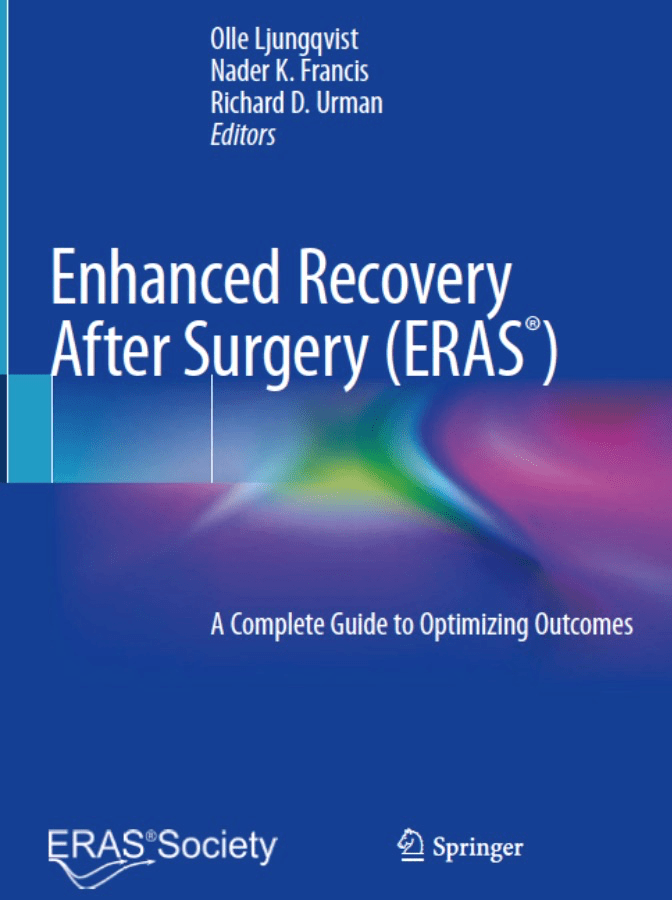 Olle Ljungqvist
Nader K. Francis
Richard D. Urman
Editors
Enhanced Recovery
After Surgery (ERAS®)
A Complete Guide to Optimizing Outcomes
ERAS®Society
Springer